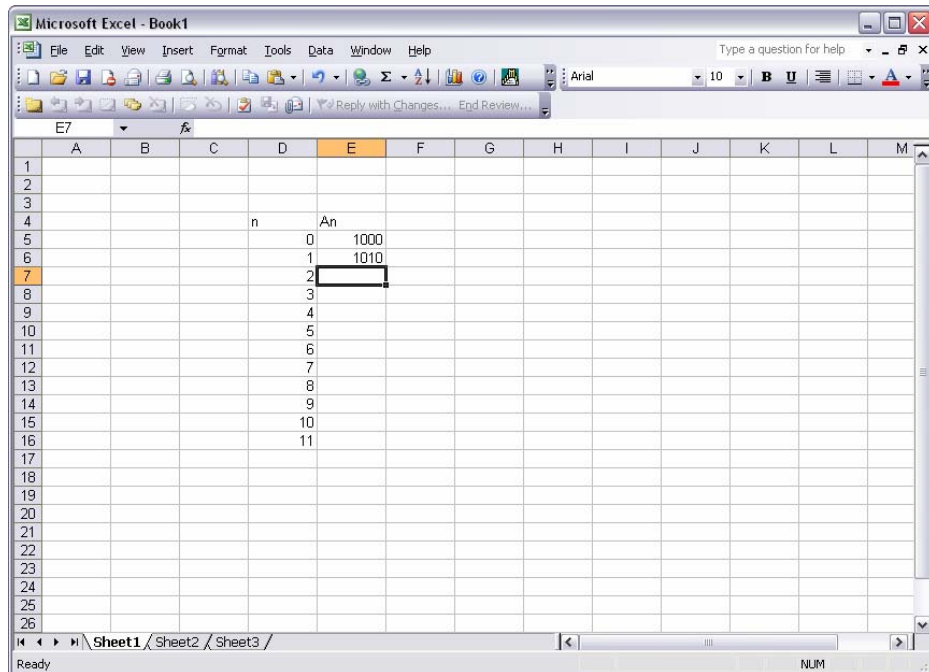 Microsoft Excel - Book1
File Edit View Insert Format Tools Data Window Help Type a question for help
Arial 10 B U A
Reply with Changes... End Review...
E7 fx
A B C D E F G H I J K L M
1
2
3
4 n An
5 0 1000
6 1 1010
7 2
8 3
9 4
10 5
11 6
12 7
13 8
14 9
15 10
16 11
17
18
19
20
21
22
23
24
25
26
Sheet1 / Sheet2 / Sheet3 /
Ready NUM